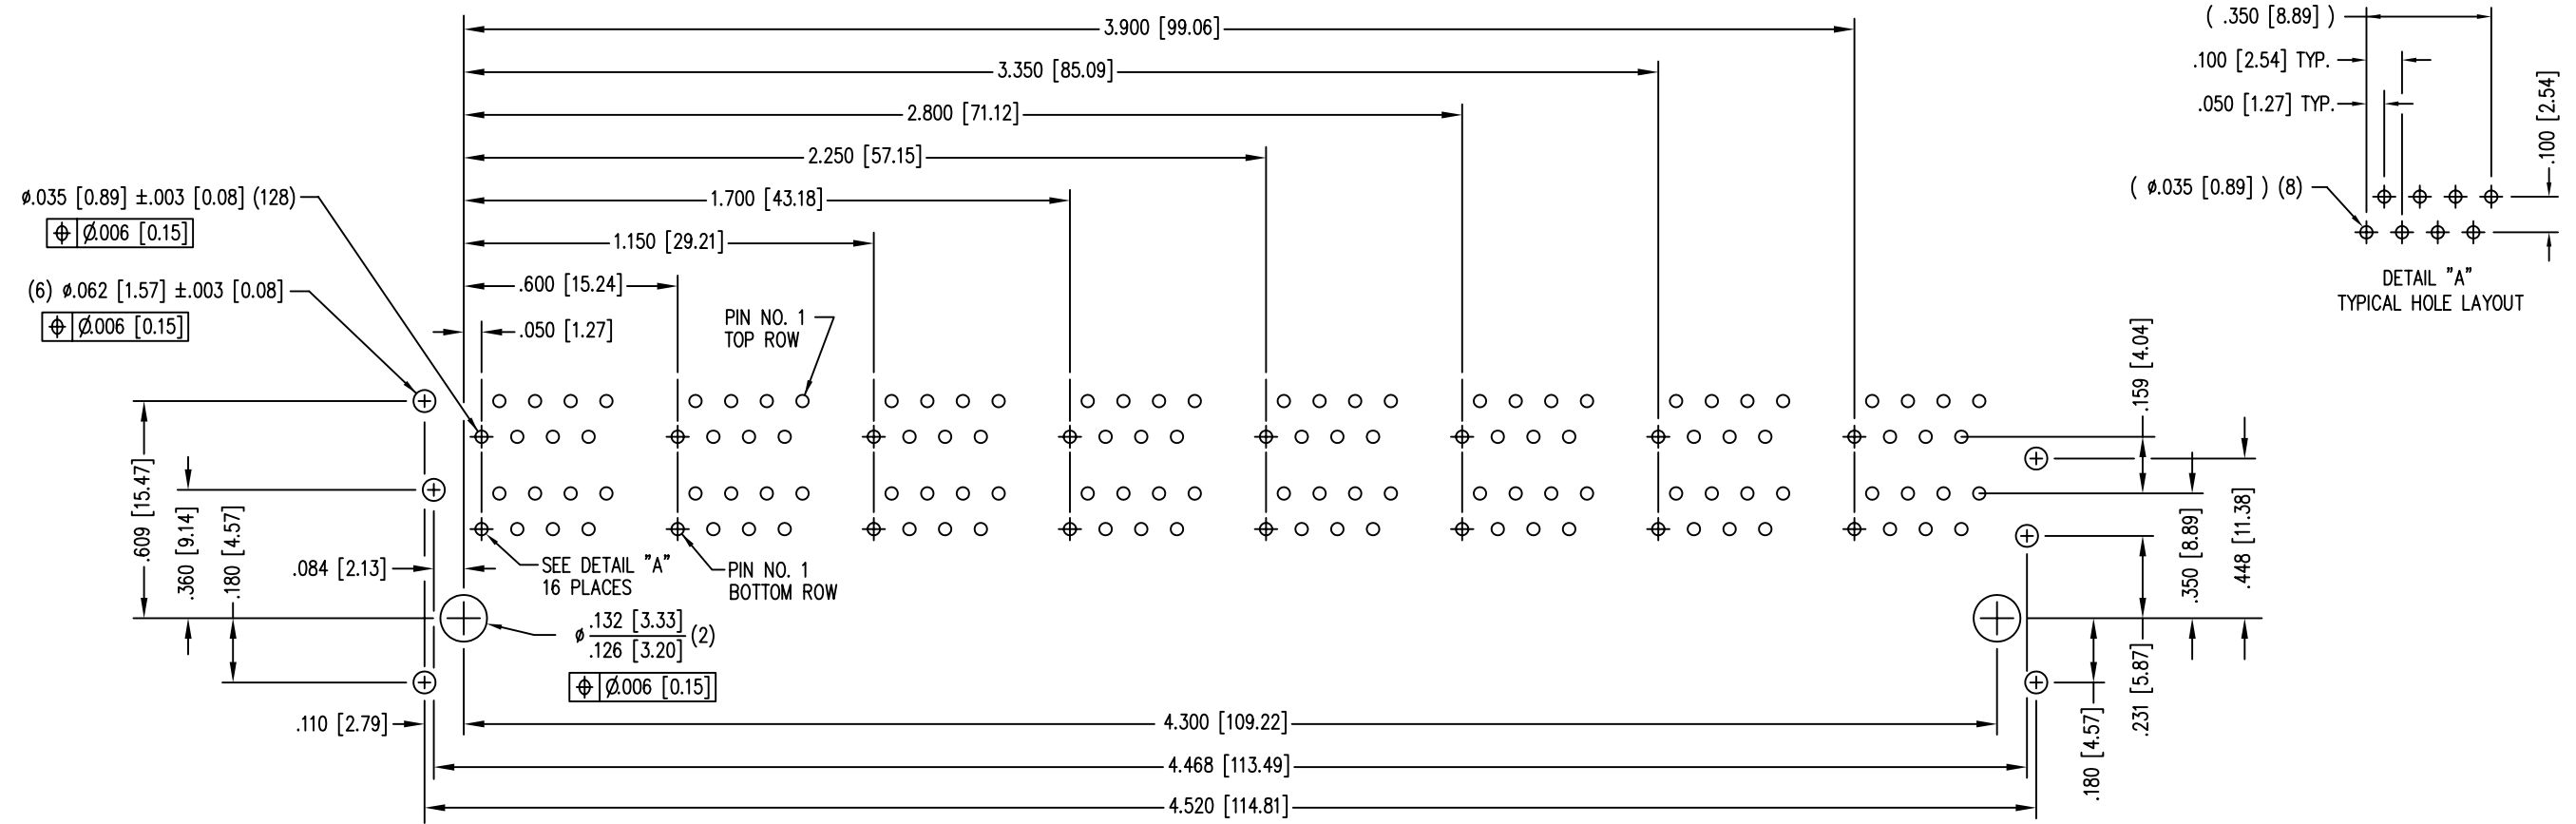 3.900 [99.06]
( .350 [8.89] )
3.350 [85.09]
.100 [2.54] TYP.
2.800 [71.12]
.050 [1.27] TYP.
.100 [2.54]
2.250 [57.15]
ø.035 [0.89] ±.003 [0.08] (128)
⌖ Ø.006 [0.15]
1.700 [43.18]
( ø.035 [0.89] ) (8)
1.150 [29.21]
DETAIL "A"
TYPICAL HOLE LAYOUT
(6) ø.062 [1.57] ±.003 [0.08]
⌖ Ø.006 [0.15]
.600 [15.24]
.050 [1.27]
PIN NO. 1
TOP ROW
.159 [4.04]
.609 [15.47]
.360 [9.14]
.180 [4.57]
.084 [2.13]
SEE DETAIL "A"
16 PLACES
PIN NO. 1
BOTTOM ROW
ø .132 [3.33]
.126 [3.20] (2)
⌖ Ø.006 [0.15]
.350 [8.89]
.448 [11.38]
.231 [5.87]
.180 [4.57]
.110 [2.79]
4.300 [109.22]
4.468 [113.49]
4.520 [114.81]